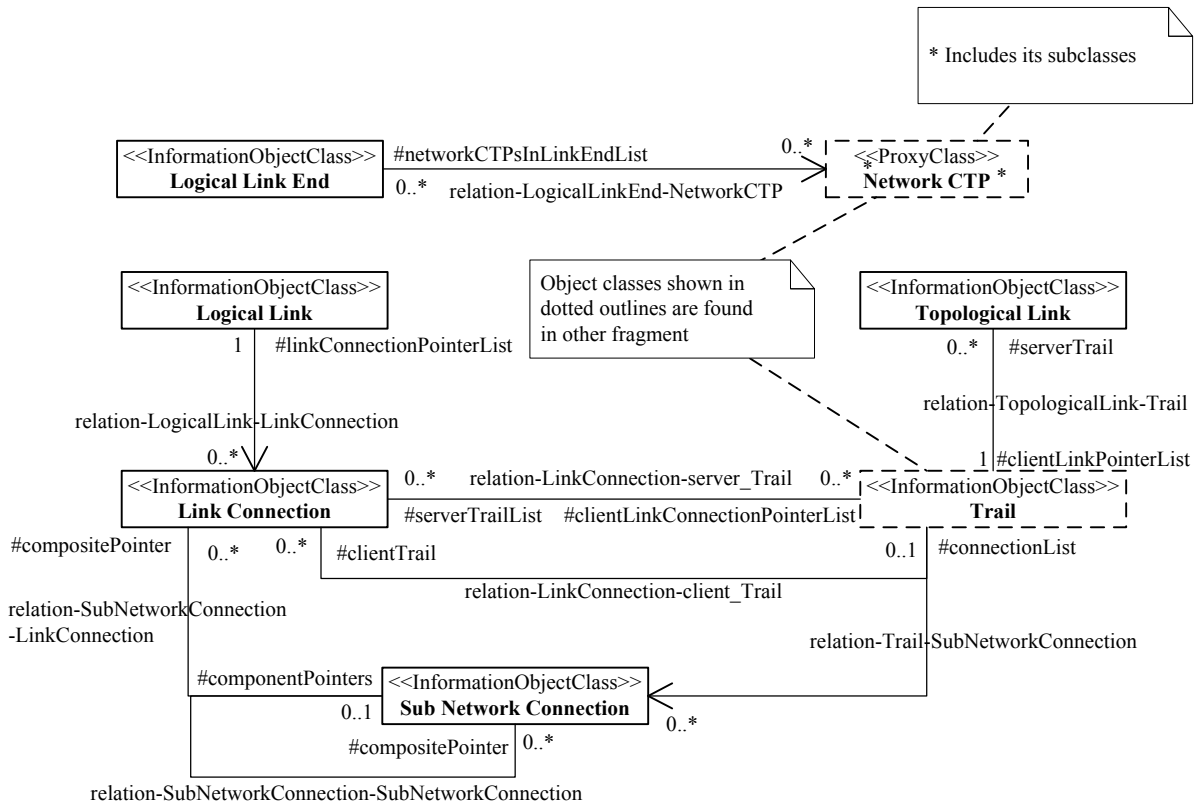 * Includes its subclasses
<<InformationObjectClass>>
Logical Link End
#networkCTPsInLinkEndList
0..*
0..*
relation-LogicalLinkEnd-NetworkCTP
<<ProxyClass>>
*
Network CTP *
<<InformationObjectClass>>
Logical Link
Object classes shown in
dotted outlines are found
in other fragment
<<InformationObjectClass>>
Topological Link
1
#linkConnectionPointerList
0..*
#serverTrail
relation-LogicalLink-LinkConnection
relation-TopologicalLink-Trail
0..*
1
#clientLinkPointerList
<<InformationObjectClass>>
Link Connection
0..*
relation-LinkConnection-server_Trail
0..*
#serverTrailList
#clientLinkConnectionPointerList
<<InformationObjectClass>>
Trail
#compositePointer
0..*
0..*
#clientTrail
0..1
#connectionList
relation-LinkConnection-client_Trail
relation-SubNetworkConnection
-LinkConnection
relation-Trail-SubNetworkConnection
#componentPointers
<<InformationObjectClass>>
Sub Network Connection
0..1
0..*
#compositePointer
0..*
relation-SubNetworkConnection-SubNetworkConnection